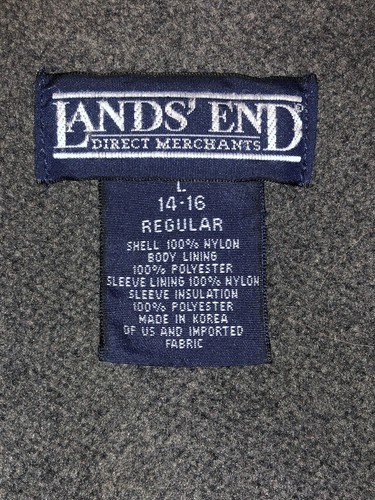 LANDS' END®
DIRECT MERCHANTS
L
14-16
REGULAR
SHELL 100% NYLON
BODY LINING
100% POLYESTER
SLEEVE LINING 100% NYLON
SLEEVE INSULATION
100% POLYESTER
MADE IN KOREA
OF US AND IMPORTED
FABRIC